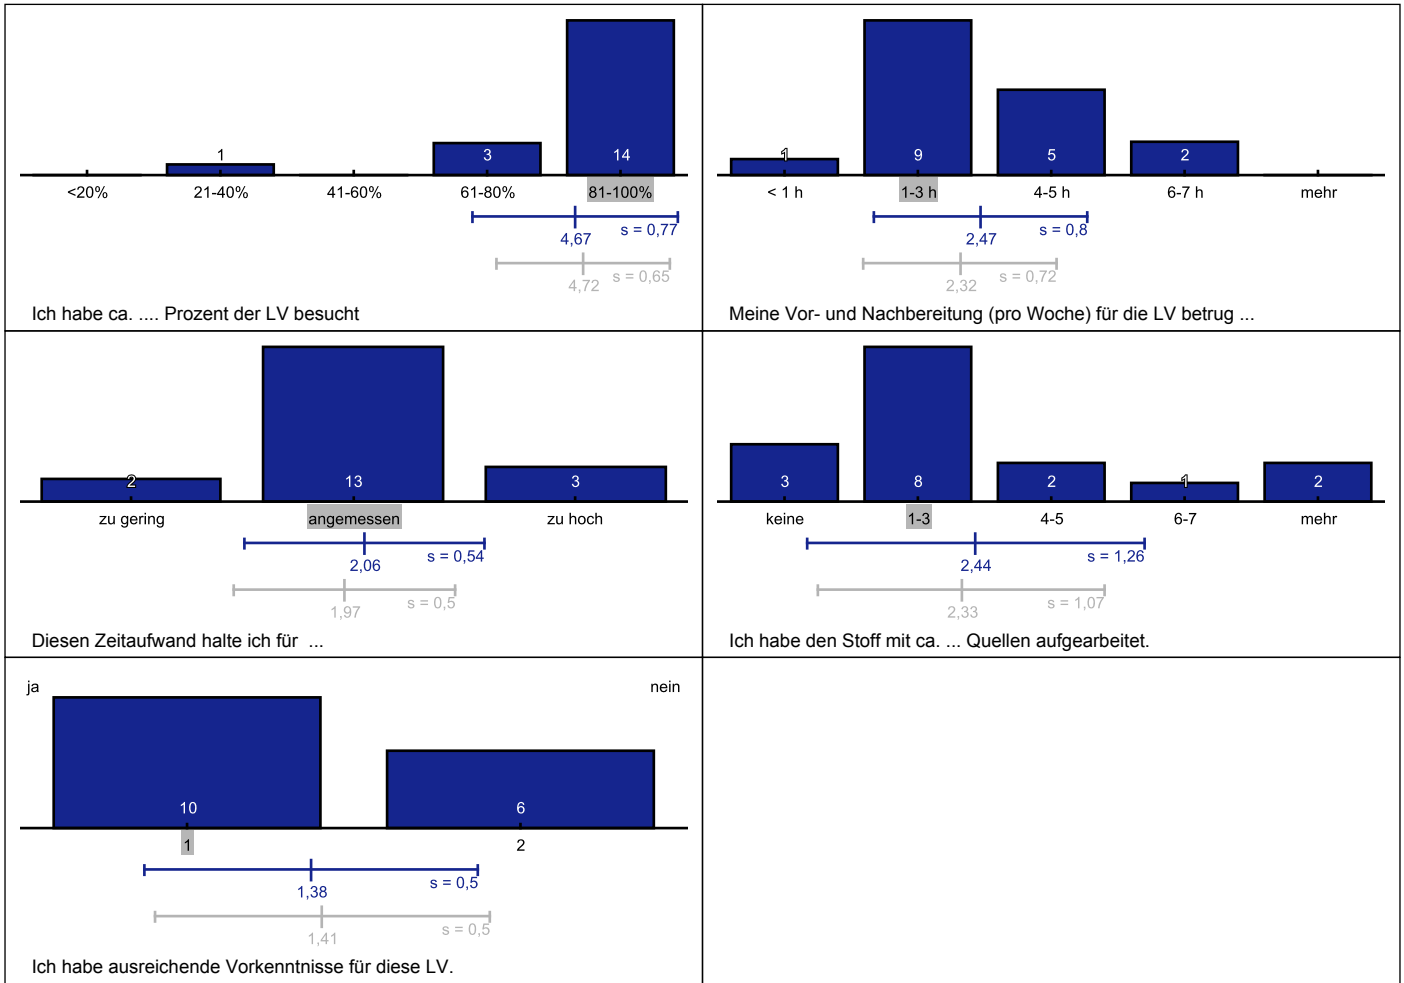 1
3
14
<20%
21-40%
41-60%
61-80%
81-100%
4,67
s = 0,77
4,72
s = 0,65
Ich habe ca. .... Prozent der LV besucht
1
9
5
2
< 1 h
1-3 h
4-5 h
6-7 h
mehr
2,47
s = 0,8
2,32
s = 0,72
Meine Vor- und Nachbereitung (pro Woche) für die LV betrug ...
2
13
3
zu gering
angemessen
zu hoch
2,06
s = 0,54
1,97
s = 0,5
Diesen Zeitaufwand halte ich für ...
3
8
2
1
2
keine
1-3
4-5
6-7
mehr
2,44
s = 1,26
2,33
s = 1,07
Ich habe den Stoff mit ca. ... Quellen aufgearbeitet.
ja
nein
10
6
1
2
1,38
s = 0,5
1,41
s = 0,5
Ich habe ausreichende Vorkenntnisse für diese LV.